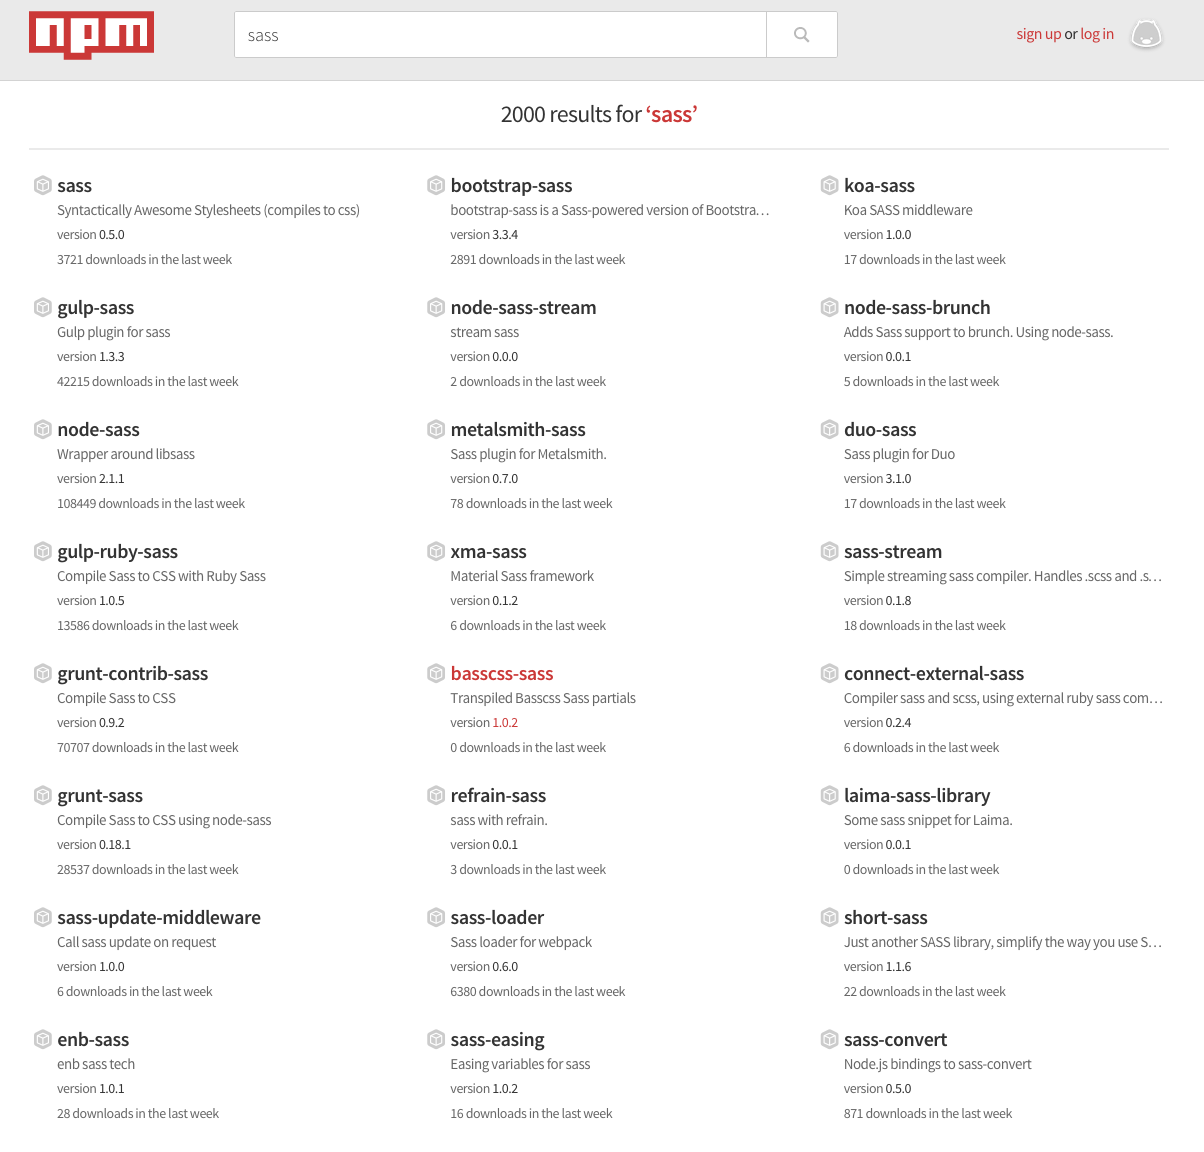 npm
sass
sign up or log in
2000 results for ‘sass’
sass
Syntactically Awesome Stylesheets (compiles to css)
version 0.5.0
3721 downloads in the last week
bootstrap-sass
bootstrap-sass is a Sass-powered version of Bootstra…
version 3.3.4
2891 downloads in the last week
koa-sass
Koa SASS middleware
version 1.0.0
17 downloads in the last week
gulp-sass
Gulp plugin for sass
version 1.3.3
42215 downloads in the last week
node-sass-stream
stream sass
version 0.0.0
2 downloads in the last week
node-sass-brunch
Adds Sass support to brunch. Using node-sass.
version 0.0.1
5 downloads in the last week
node-sass
Wrapper around libsass
version 2.1.1
108449 downloads in the last week
metalsmith-sass
Sass plugin for Metalsmith.
version 0.7.0
78 downloads in the last week
duo-sass
Sass plugin for Duo
version 3.1.0
17 downloads in the last week
gulp-ruby-sass
Compile Sass to CSS with Ruby Sass
version 1.0.5
13586 downloads in the last week
xma-sass
Material Sass framework
version 0.1.2
6 downloads in the last week
sass-stream
Simple streaming sass compiler. Handles .scss and .s…
version 0.1.8
18 downloads in the last week
grunt-contrib-sass
Compile Sass to CSS
version 0.9.2
70707 downloads in the last week
basscss-sass
Transpiled Basscss Sass partials
version 1.0.2
0 downloads in the last week
connect-external-sass
Compiler sass and scss, using external ruby sass com…
version 0.2.4
6 downloads in the last week
grunt-sass
Compile Sass to CSS using node-sass
version 0.18.1
28537 downloads in the last week
refrain-sass
sass with refrain.
version 0.0.1
3 downloads in the last week
laima-sass-library
Some sass snippet for Laima.
version 0.0.1
0 downloads in the last week
sass-update-middleware
Call sass update on request
version 1.0.0
6 downloads in the last week
sass-loader
Sass loader for webpack
version 0.6.0
6380 downloads in the last week
short-sass
Just another SASS library, simplify the way you use S…
version 1.1.6
22 downloads in the last week
enb-sass
enb sass tech
version 1.0.1
28 downloads in the last week
sass-easing
Easing variables for sass
version 1.0.2
16 downloads in the last week
sass-convert
Node.js bindings to sass-convert
version 0.5.0
871 downloads in the last week